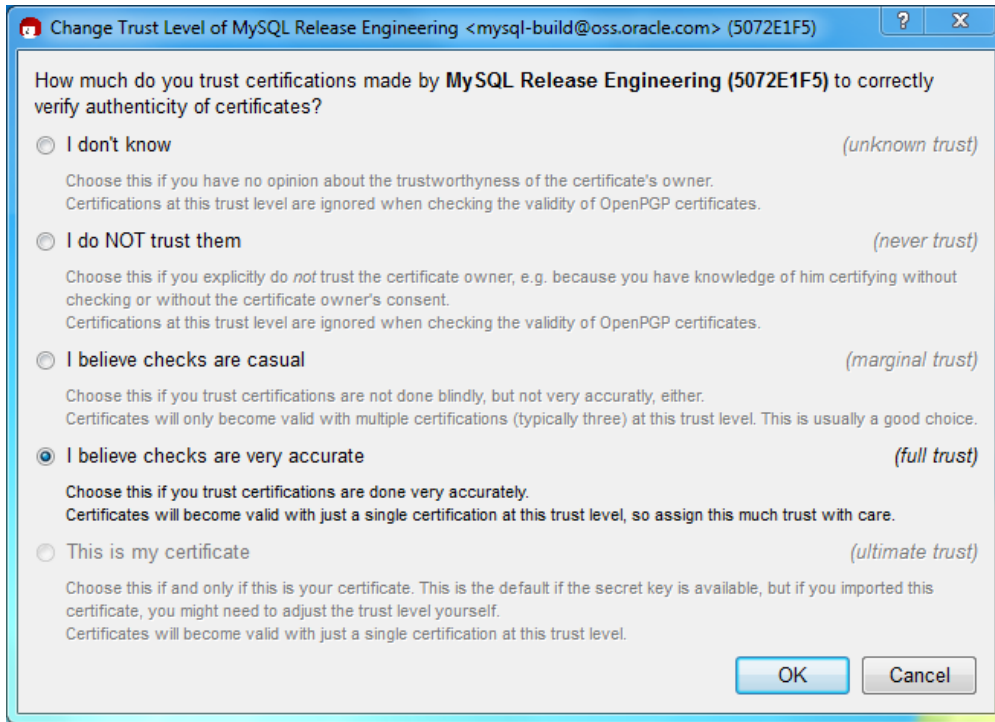 Change Trust Level of MySQL Release Engineering <mysql-build@oss.oracle.com> (5072E1F5)
How much do you trust certifications made by MySQL Release Engineering (5072E1F5) to correctly
verify authenticity of certificates?
I don't know (unknown trust)
Choose this if you have no opinion about the trustworthyness of the certificate's owner.
Certifications at this trust level are ignored when checking the validity of OpenPGP certificates.
I do NOT trust them (never trust)
Choose this if you explicitly do not trust the certificate owner, e.g. because you have knowledge of him certifying without
checking or without the certificate owner's consent.
Certifications at this trust level are ignored when checking the validity of OpenPGP certificates.
I believe checks are casual (marginal trust)
Choose this if you trust certifications are not done blindly, but not very accuratly, either.
Certificates will only become valid with multiple certifications (typically three) at this trust level. This is usually a good choice.
I believe checks are very accurate (full trust)
Choose this if you trust certifications are done very accurately.
Certificates will become valid with just a single certification at this trust level, so assign this much trust with care.
This is my certificate (ultimate trust)
Choose this if and only if this is your certificate. This is the default if the secret key is available, but if you imported this
certificate, you might need to adjust the trust level yourself.
Certificates will become valid with just a single certification at this trust level.
OK Cancel